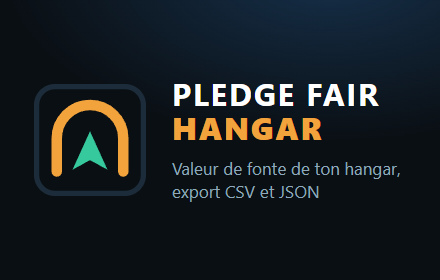 PLEDGE FAIR
HANGAR
Valeur de fonte de ton hangar,
export CSV et JSON